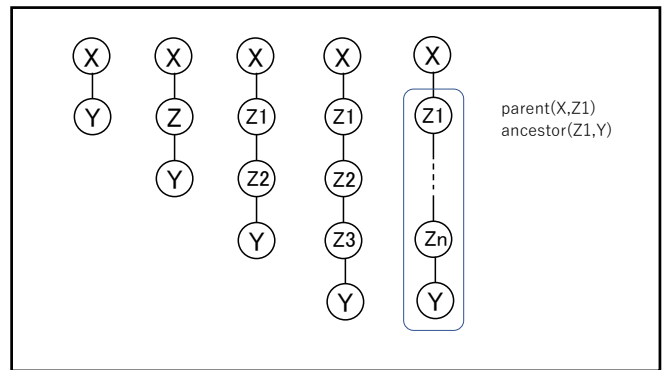 X
Y
X
Z
Y
X
Z1
Z2
Y
X
Z1
Z2
Z3
Y
X
Z1
Zn
Y
parent(X,Z1)
ancestor(Z1,Y)